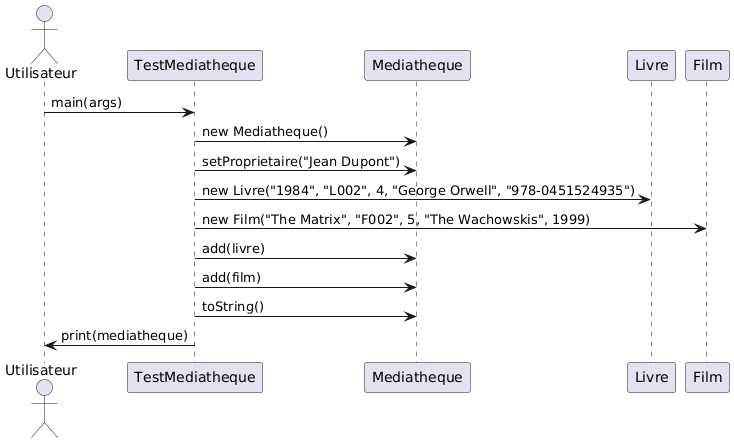 Utilisateur
TestMediatheque
Mediatheque
Livre
Film
main(args)
new Mediatheque()
setProprietaire("Jean Dupont")
new Livre("1984", "L002", 4, "George Orwell", "978-0451524935")
new Film("The Matrix", "F002", 5, "The Wachowskis", 1999)
add(livre)
add(film)
toString()
print(mediatheque)
Utilisateur
TestMediatheque
Mediatheque
Livre
Film